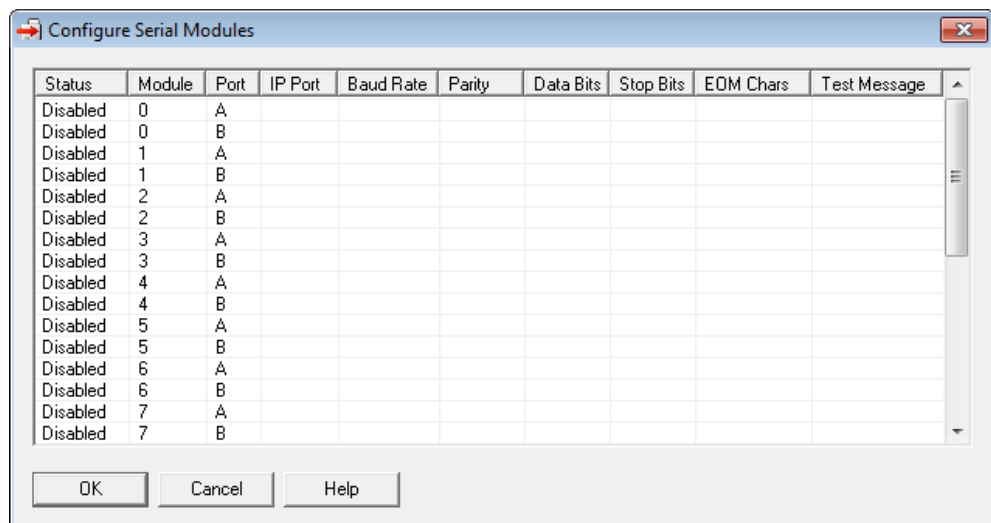 Configure Serial Modules
Status Module Port IP Port Baud Rate Parity Data Bits Stop Bits EOM Chars Test Message
Disabled 0 A
Disabled 0 B
Disabled 1 A
Disabled 1 B
Disabled 2 A
Disabled 2 B
Disabled 3 A
Disabled 3 B
Disabled 4 A
Disabled 4 B
Disabled 5 A
Disabled 5 B
Disabled 6 A
Disabled 6 B
Disabled 7 A
Disabled 7 B
OK Cancel Help